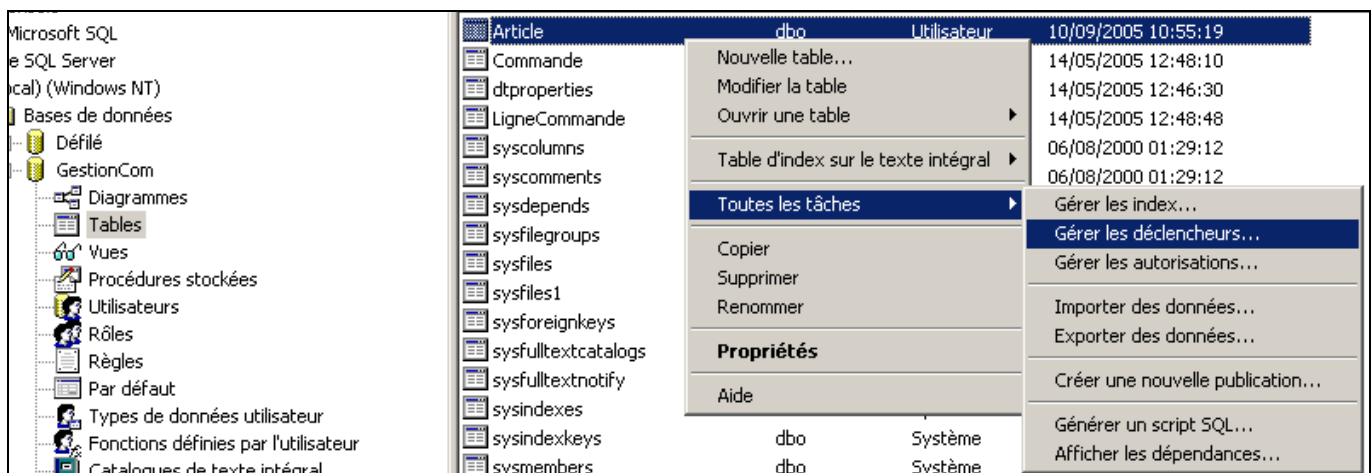 Microsoft SQL
e SQL Server
cal) (Windows NT)
Bases de données
Défilé
GestionCom
Diagrammes
Tables
Vues
Procédures stockées
Utilisateurs
Rôles
Règles
Par défaut
Types de données utilisateur
Fonctions définies par l'utilisateur
Catalogues de texte intégral
Article dbo Utilisateur 10/09/2005 10:55:19
Commande 14/05/2005 12:48:10
dtproperties 14/05/2005 12:46:30
LigneCommande 14/05/2005 12:48:48
syscolumns 06/08/2000 01:29:12
syscomments 06/08/2000 01:29:12
sysdepends
sysfilegroups
sysfiles
sysfiles1
sysforeignkeys
sysfulltextcatalogs
sysfulltextnotify
sysindexes
sysindexkeys dbo Système
sysmembers dbo Système
Nouvelle table...
Modifier la table
Ouvrir une table
Table d'index sur le texte intégral
Toutes les tâches
Copier
Supprimer
Renommer
Propriétés
Aide
Gérer les index...
Gérer les déclencheurs...
Gérer les autorisations...
Importer des données...
Exporter des données...
Créer une nouvelle publication...
Générer un script SQL...
Afficher les dépendances...